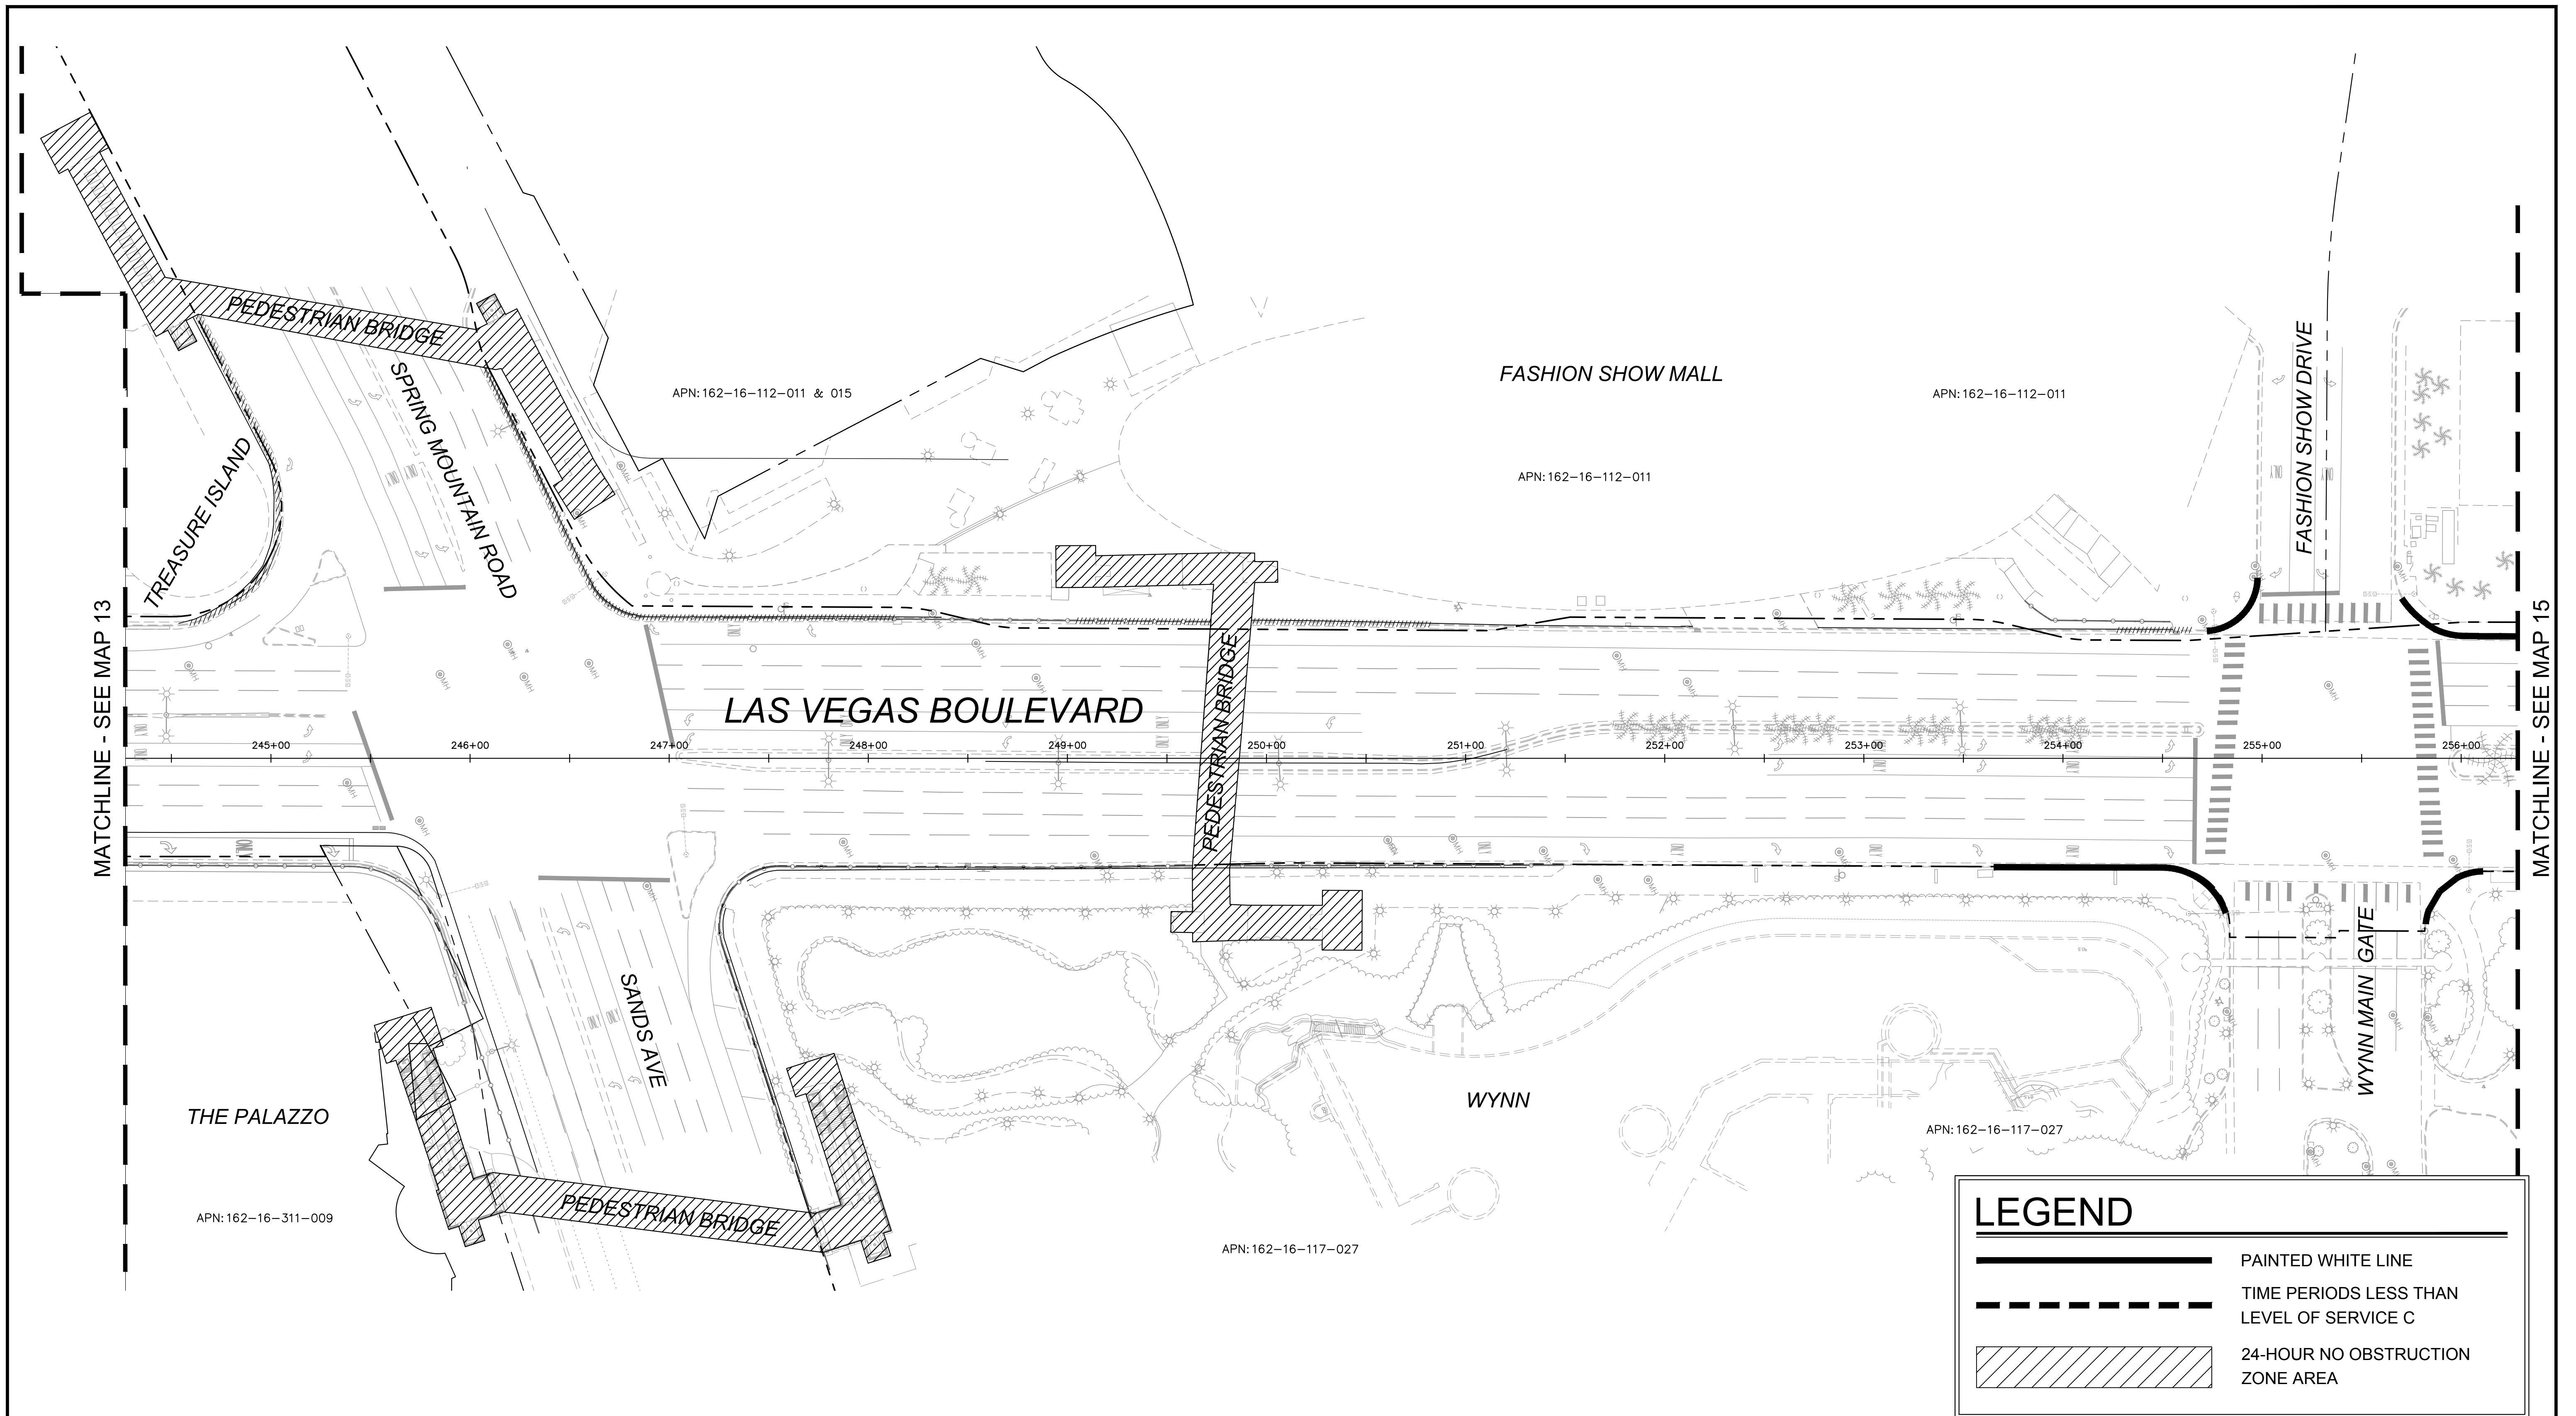 PEDESTRIAN BRIDGE
SPRING MOUNTAIN ROAD
TREASURE ISLAND
APN:162-16-112-011 & 015
FASHION SHOW MALL
APN:162-16-112-011
APN:162-16-112-011
FASHION SHOW DRIVE
MATCHLINE - SEE MAP 13
MATCHLINE - SEE MAP 15
LAS VEGAS BOULEVARD
PEDESTRIAN BRIDGE
245+00
246+00
247+00
248+00
249+00
250+00
251+00
252+00
253+00
254+00
255+00
256+00
SANDS AVE
WYNN MAIN GATE
THE PALAZZO
WYNN
APN:162-16-117-027
APN:162-16-311-009
PEDESTRIAN BRIDGE
APN:162-16-117-027
LEGEND
PAINTED WHITE LINE
TIME PERIODS LESS THAN
LEVEL OF SERVICE C
24-HOUR NO OBSTRUCTION
ZONE AREA